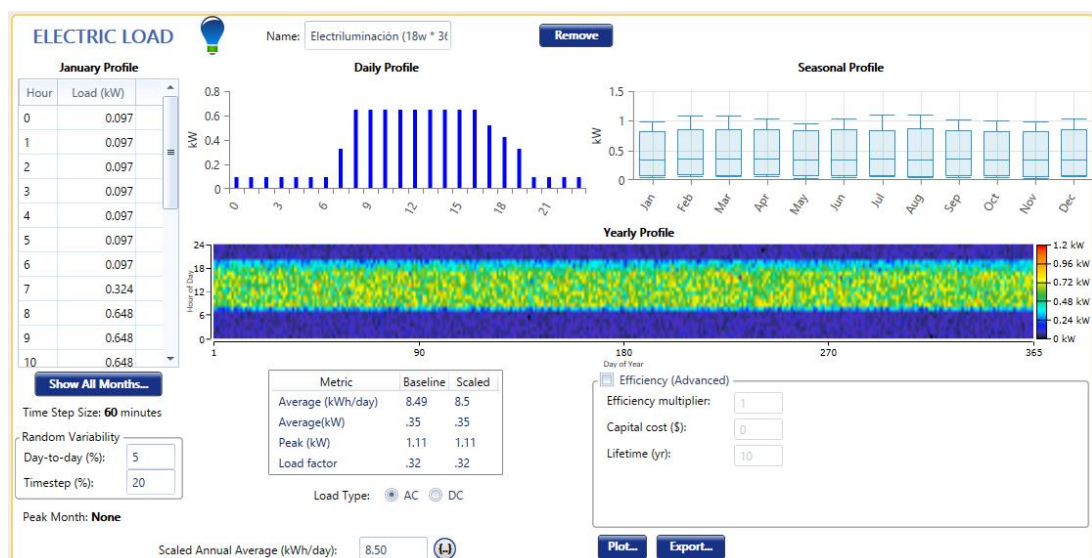 ELECTRIC LOAD
Name: Electriluminación (18w * 36
Remove
January Profile
Hour Load (kW)
0 0.097
1 0.097
2 0.097
3 0.097
4 0.097
5 0.097
6 0.097
7 0.324
8 0.648
9 0.648
10 0.648
Show All Months...
Time Step Size: 60 minutes
Random Variability
Day-to-day (%): 5
Timestep (%): 20
Peak Month: None
Daily Profile
kW
0.8
0.6
0.4
0.2
0
0 3 6 9 12 15 18 21
Seasonal Profile
kW
1.5
1
0.5
0
Jan Feb Mar Apr May Jun Jul Aug Sep Oct Nov Dec
Yearly Profile
Hour of Day
24
18
12
6
0
1 90 180 270 365
Day of Year
1.2 kW
0.96 kW
0.72 kW
0.48 kW
0.24 kW
0 kW
Metric Baseline Scaled
Average (kWh/day) 8.49 8.5
Average(kW) .35 .35
Peak (kW) 1.11 1.11
Load factor .32 .32
Load Type: AC DC
Scaled Annual Average (kWh/day): 8.50 {..}
Efficiency (Advanced)
Efficiency multiplier: 1
Capital cost ($): 0
Lifetime (yr): 10
Plot... Export...